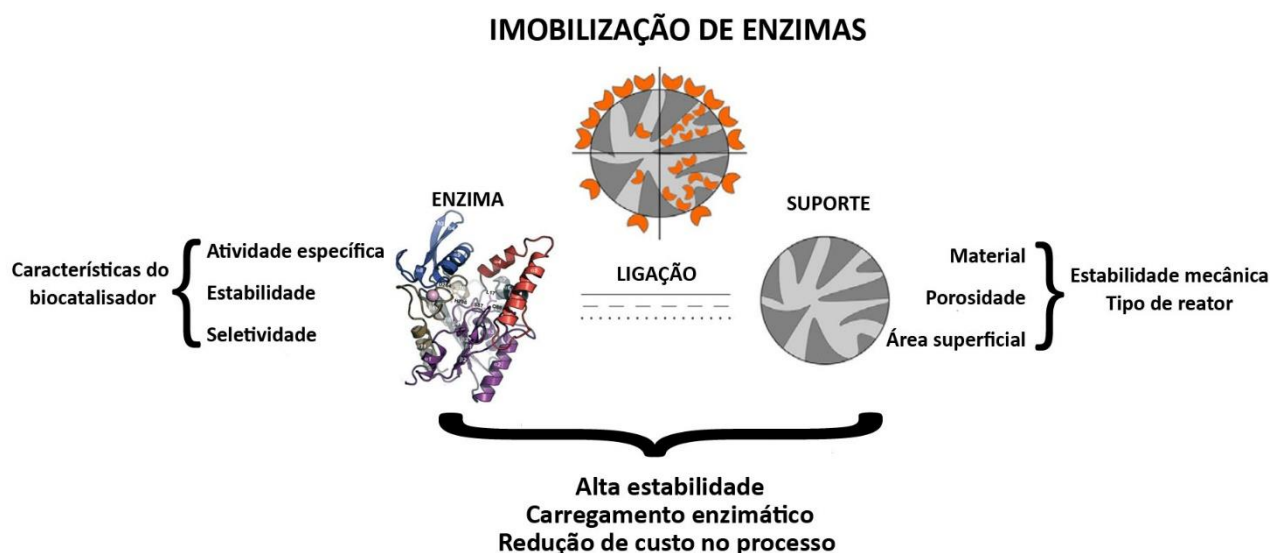 IMOBILIZAÇÃO DE ENZIMAS
ENZIMA
SUPORTE
LIGAÇÃO
Características do
biocatalisador
Atividade específica
Estabilidade
Seletividade
Material
Porosidade
Área superficial
Estabilidade mecânica
Tipo de reator
Alta estabilidade
Carregamento enzimático
Redução de custo no processo